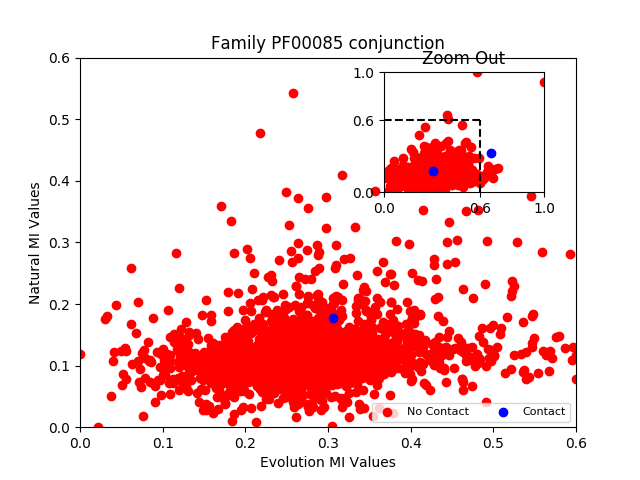 Family PF00085 conjunction
Zoom Out
1.0
0.6
0.0
0.0 0.6 1.0
Natural MI Values
0.6
0.5
0.4
0.3
0.2
0.1
0.0
No Contact Contact
0.0 0.1 0.2 0.3 0.4 0.5 0.6
Evolution MI Values